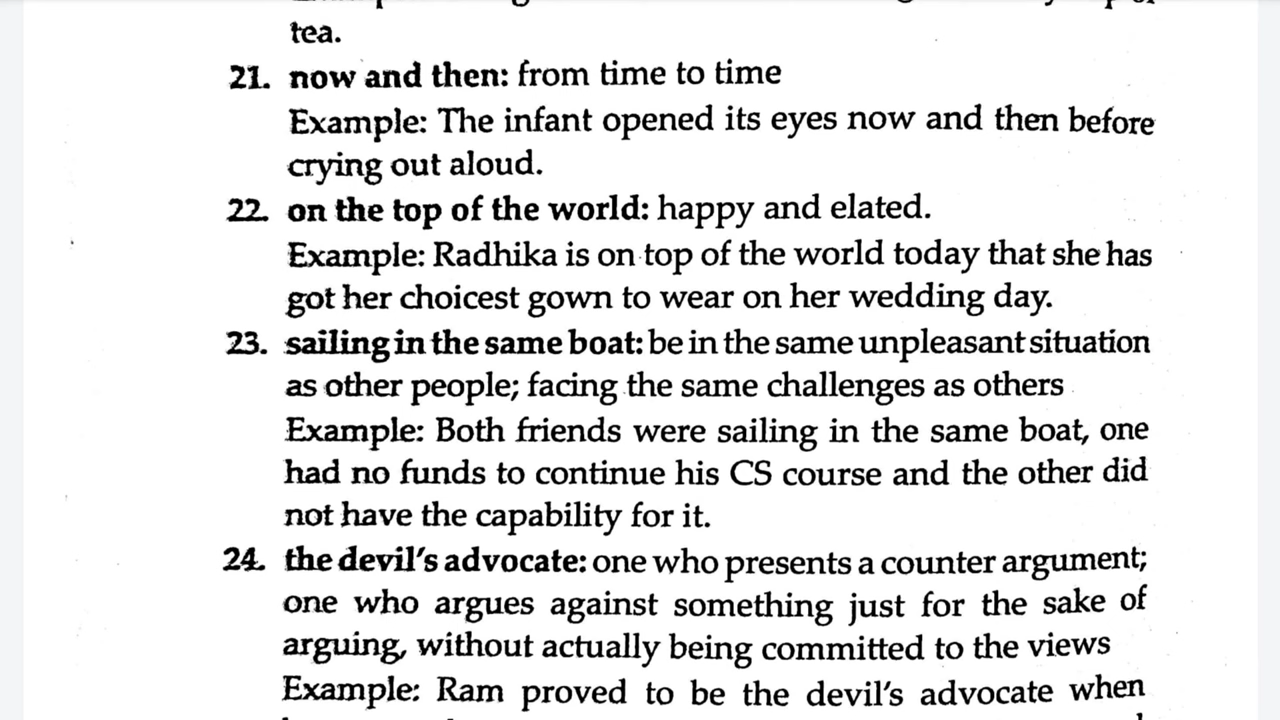 tea.
21. now and then: from time to time
Example: The infant opened its eyes now and then before
crying out aloud.
22. on the top of the world: happy and elated.
Example: Radhika is on top of the world today that she has
got her choicest gown to wear on her wedding day.
23. sailing in the same boat: be in the same unpleasant situation
as other people; facing the same challenges as others
Example: Both friends were sailing in the same boat, one
had no funds to continue his CS course and the other did
not have the capability for it.
24. the devil's advocate: one who presents a counter argument;
one who argues against something just for the sake of
arguing, without actually being committed to the views
Example: Ram proved to be the devil's advocate when